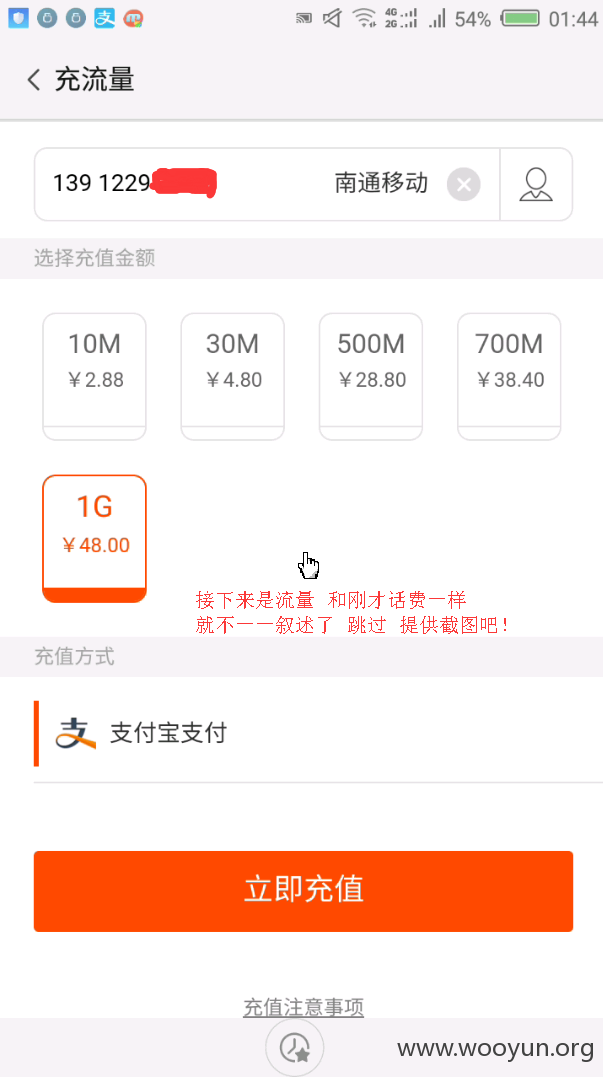 4G 2G 54% 01:44
充流量
139 1229 南通移动
选择充值金额
10M 30M 500M 700M
￥2.88 ￥4.80 ￥28.80 ￥38.40
1G
￥48.00
接下来是流量 和刚才话费一样
就不一一叙述了 跳过 提供截图吧!
充值方式
支 支付宝支付
立即充值
充值注意事项
www.wooyun.org